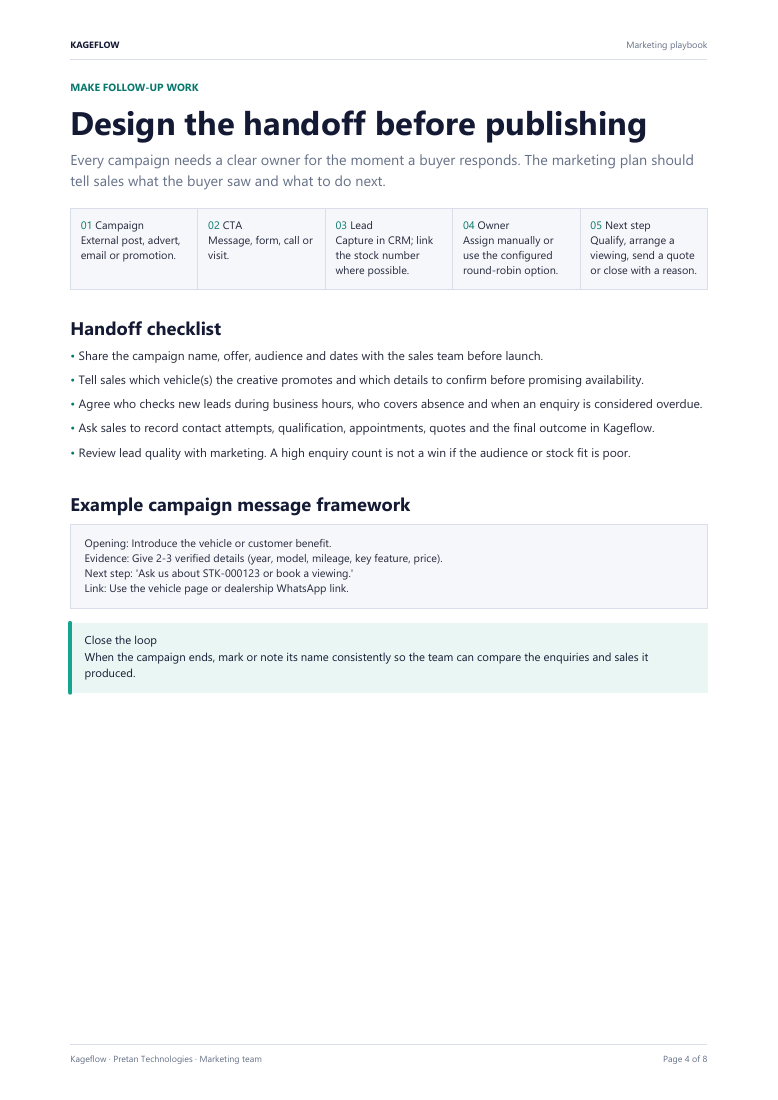 KAGEFLOW
Marketing playbook
MAKE FOLLOW-UP WORK
Design the handoff before publishing
Every campaign needs a clear owner for the moment a buyer responds. The marketing plan should
tell sales what the buyer saw and what to do next.
01 Campaign
External post, advert,
email or promotion.
02 CTA
Message, form, call or
visit.
03 Lead
Capture in CRM; link
the stock number
where possible.
04 Owner
Assign manually or
use the configured
round-robin option.
05 Next step
Qualify, arrange a
viewing, send a quote
or close with a reason.
Handoff checklist
• Share the campaign name, offer, audience and dates with the sales team before launch.
• Tell sales which vehicle(s) the creative promotes and which details to confirm before promising availability.
• Agree who checks new leads during business hours, who covers absence and when an enquiry is considered overdue.
• Ask sales to record contact attempts, qualification, appointments, quotes and the final outcome in Kageflow.
• Review lead quality with marketing. A high enquiry count is not a win if the audience or stock fit is poor.
Example campaign message framework
Opening: Introduce the vehicle or customer benefit.
Evidence: Give 2-3 verified details (year, model, mileage, key feature, price).
Next step: 'Ask us about STK-000123 or book a viewing.'
Link: Use the vehicle page or dealership WhatsApp link.
Close the loop
When the campaign ends, mark or note its name consistently so the team can compare the enquiries and sales it
produced.
Kageflow · Pretan Technologies · Marketing team
Page 4 of 8